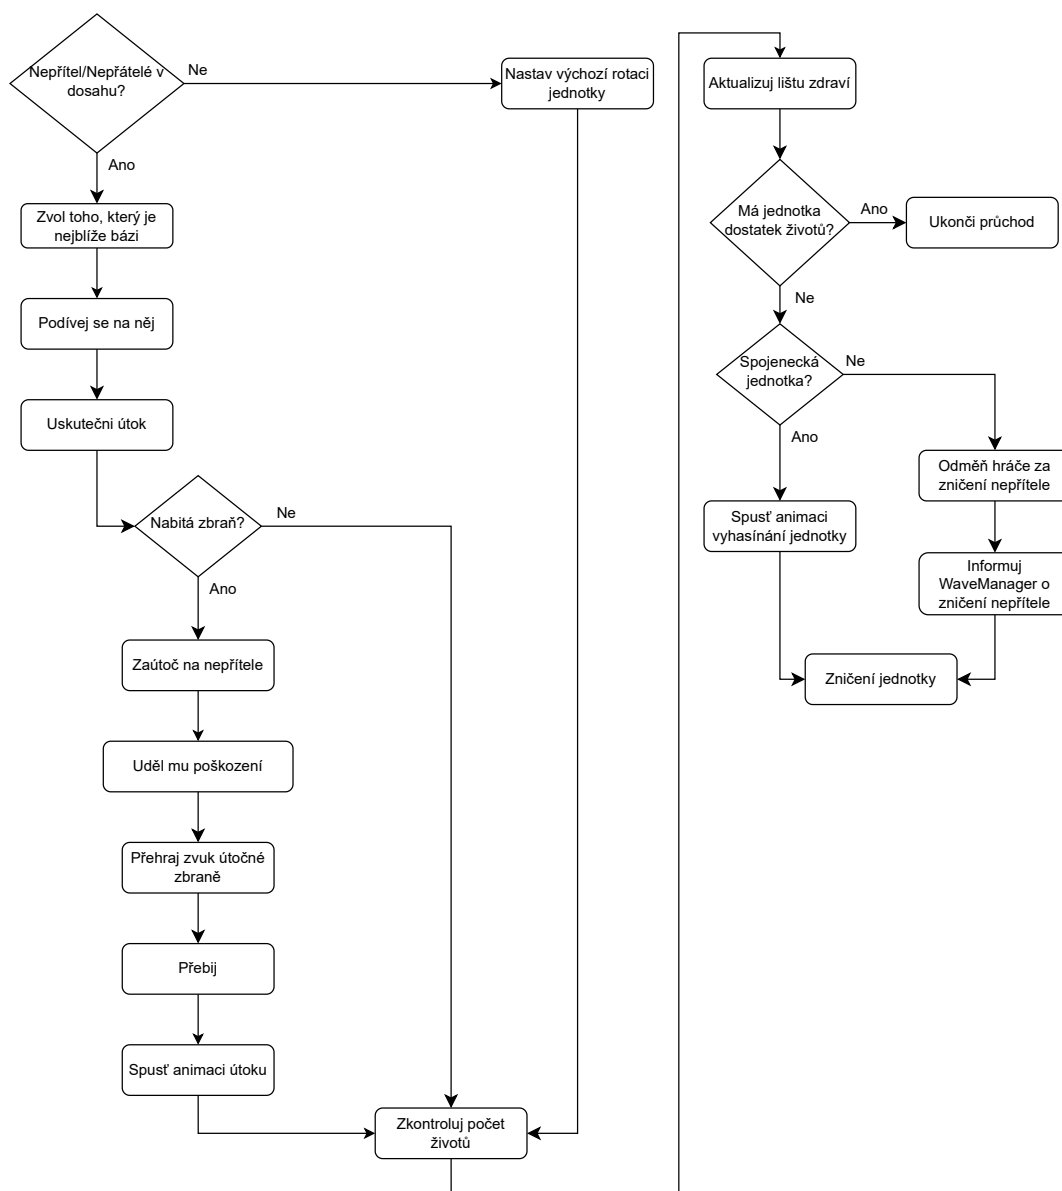 Nepřítel/Nepřátelé v
dosahu?
Ne
Nastav výchozí rotaci
jednotky
Ano
Zvol toho, který je
nejblíže bázi
Podívej se na něj
Uskutečni útok
Nabitá zbraň?
Ne
Ano
Zaútoč na nepřítele
Uděl mu poškození
Přehraj zvuk útočné
zbraně
Přebij
Spusť animaci útoku
Zkontroluj počet
životů
Aktualizuj lištu zdraví
Má jednotka
dostatek životů?
Ano
Ukonči průchod
Ne
Spojenecká
jednotka?
Ne
Ano
Odměň hráče za
zničení nepřítele
Spusť animaci
vyhasínání jednotky
Informuj
WaveManager o
zničení nepřítele
Zničení jednotky